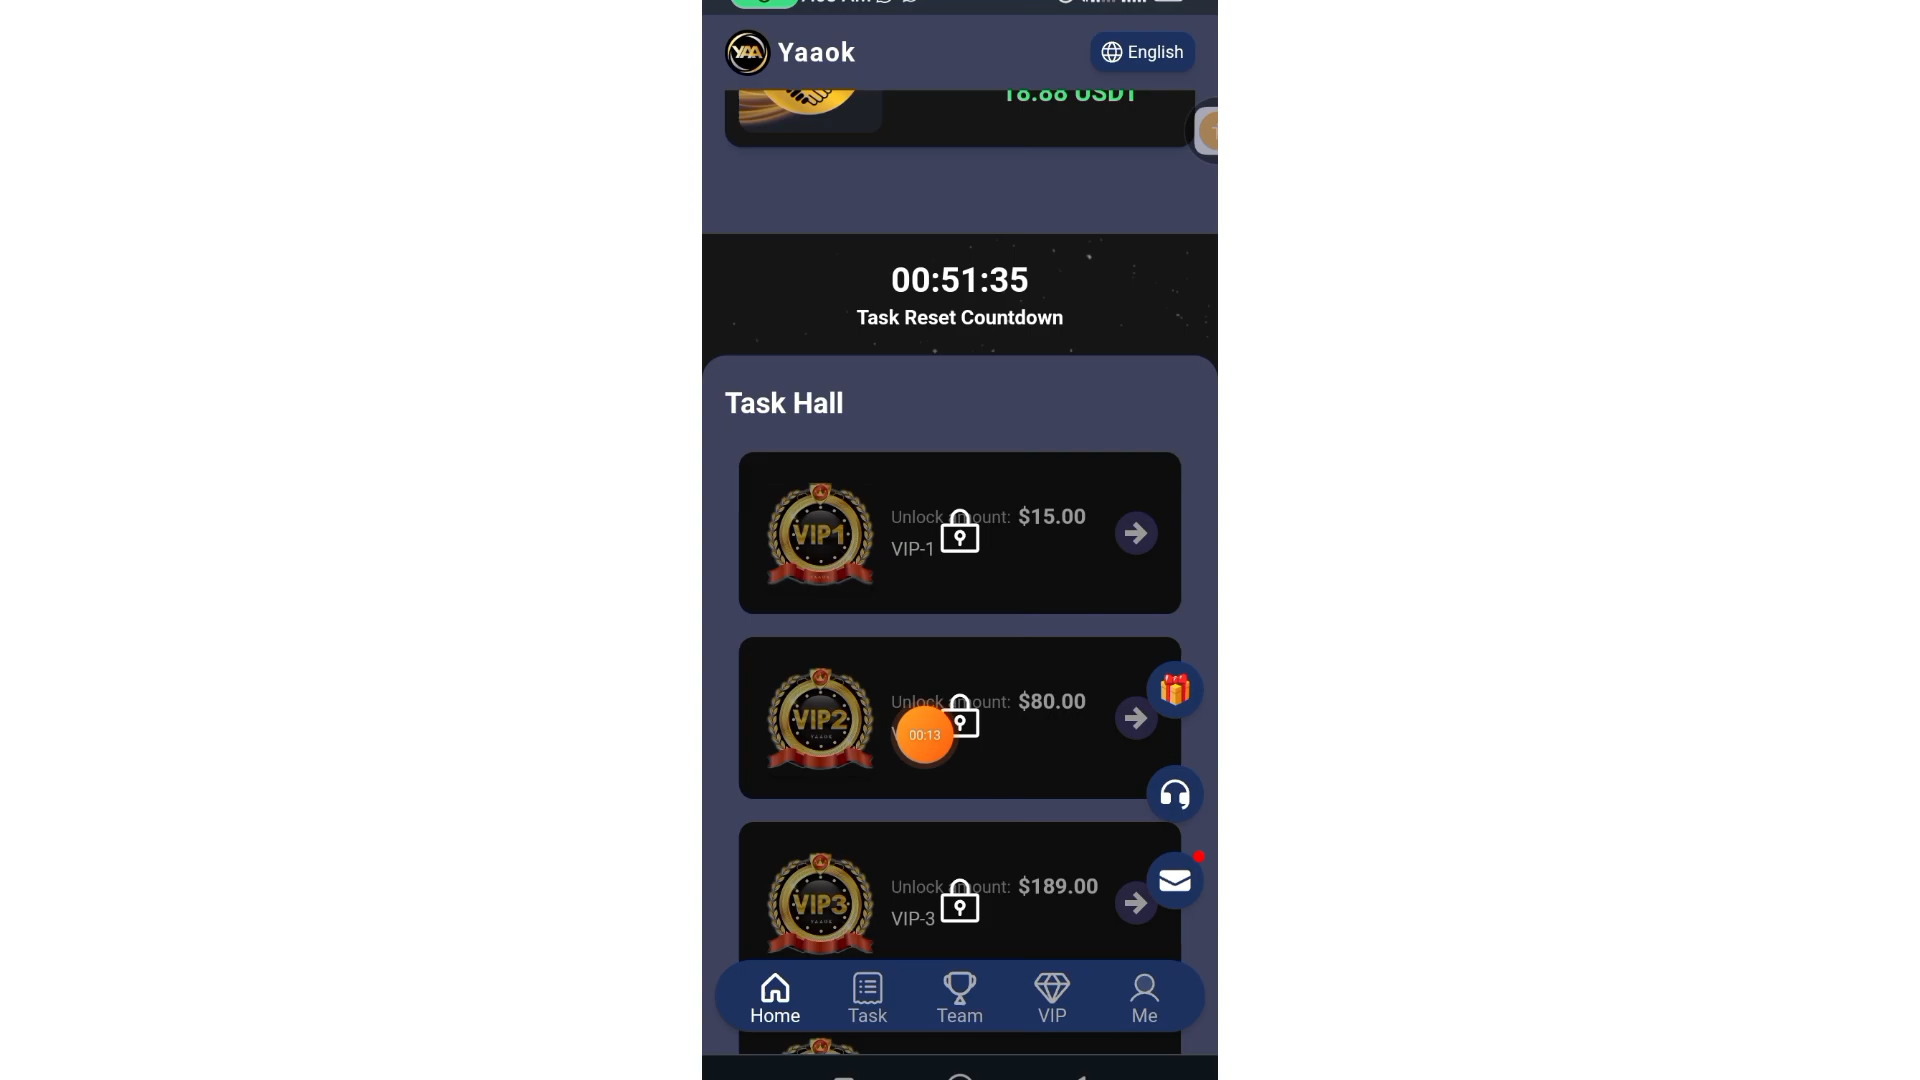 Yaaok
English
18.88 USDT
00:51:35
Task Reset Countdown
Task Hall
VIP1
Unlock amount: $15.00
VIP-1
VIP2
Unlock amount: $80.00
00:13
VIP3
Unlock amount: $189.00
VIP-3
Home
Task
Team
VIP
Me